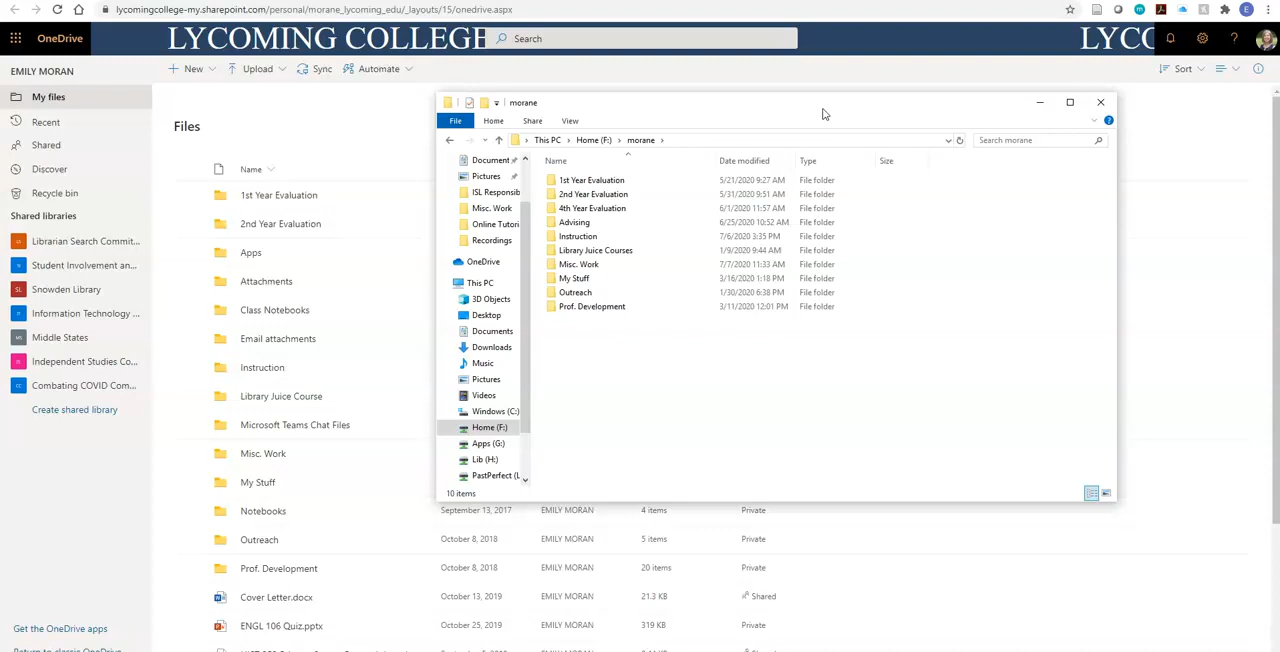 lycomingcollege-my.sharepoint.com/personal/morane_lycoming_edu/_layouts/15/onedrive.aspx
E
OneDrive
LYCOMING COLLEGE
Search
LYCO
?
EMILY MORAN
New
Upload
Sync
Automate
Sort
My files
Recent
Shared
Discover
Recycle bin
Shared libraries
Librarian Search Commit...
Student Involvement an...
SL Snowden Library
Information Technology ...
Middle States
Independent Studies Co...
Combating COVID Com...
Create shared library
Get the OneDrive apps
Return to classic OneDrive
Files
Name
1st Year Evaluation
2nd Year Evaluation
Apps
Attachments
Class Notebooks
Email attachments
Instruction
Library Juice Courses
Microsoft Teams Chat Files
Misc. Work
My Stuff
Notebooks September 13, 2017 EMILY MORAN 4 items Private
Outreach October 8, 2018 EMILY MORAN 5 items Private
Prof. Development October 8, 2018 EMILY MORAN 20 items Private
Cover Letter.docx October 13, 2019 EMILY MORAN 21.3 KB Shared
ENGL 106 Quiz.pptx October 25, 2019 EMILY MORAN 319 KB Private
morane
File Home Share View
This PC > Home (F:) > morane >
Search morane
Document
Pictures
ISL Responsib
Misc. Work
Online Tutori
Recordings
OneDrive
This PC
3D Objects
Desktop
Documents
Downloads
Music
Pictures
Videos
Windows (C:)
Home (F:)
Apps (G:)
Lib (H:)
PastPerfect (L
Name Date modified Type Size
1st Year Evaluation 5/21/2020 9:27 AM File folder
2nd Year Evaluation 5/31/2020 9:51 AM File folder
4th Year Evaluation 6/1/2020 11:57 AM File folder
Advising 6/25/2020 10:52 AM File folder
Instruction 7/6/2020 3:35 PM File folder
Library Juice Courses 1/9/2020 9:44 AM File folder
Misc. Work 7/7/2020 11:33 AM File folder
My Stuff 3/16/2020 1:18 PM File folder
Outreach 1/30/2020 6:38 PM File folder
Prof. Development 3/11/2020 12:01 PM File folder
10 items